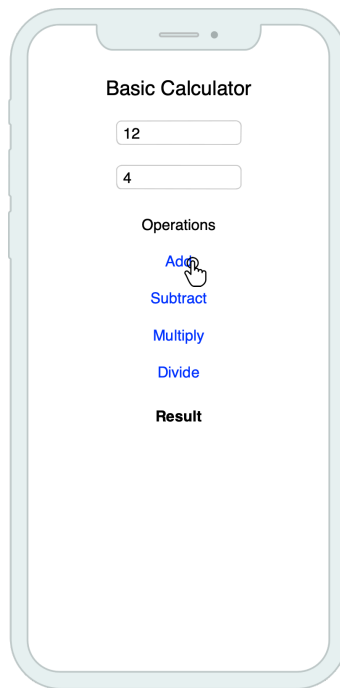 Basic Calculator
12
4
Operations
Add
Subtract
Multiply
Divide
Result